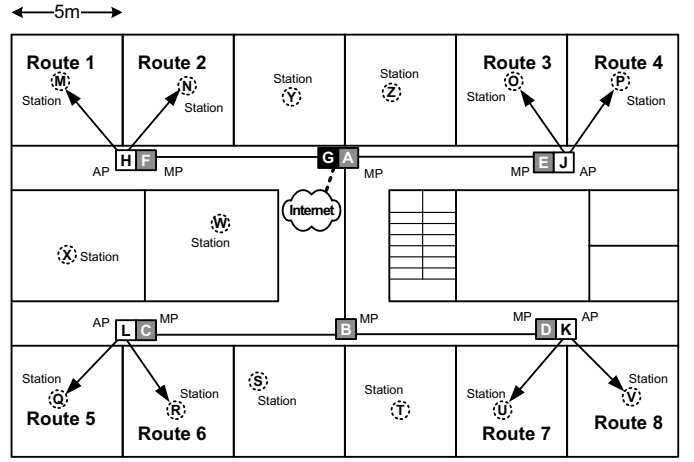 5m
Route 1
Route 2
Route 3
Route 4
Station
Station
M
N
Y
Z
O
P
Station
Station
Station
Station
AP
H
F
MP
G
A
MP
MP
E
J
AP
Internet
W
Station
X
Station
AP
L
C
MP
B
MP
MP
D
K
AP
Station
Q
Station
R
S
Station
Station
T
Station
U
Station
V
Route 5
Route 6
Route 7
Route 8